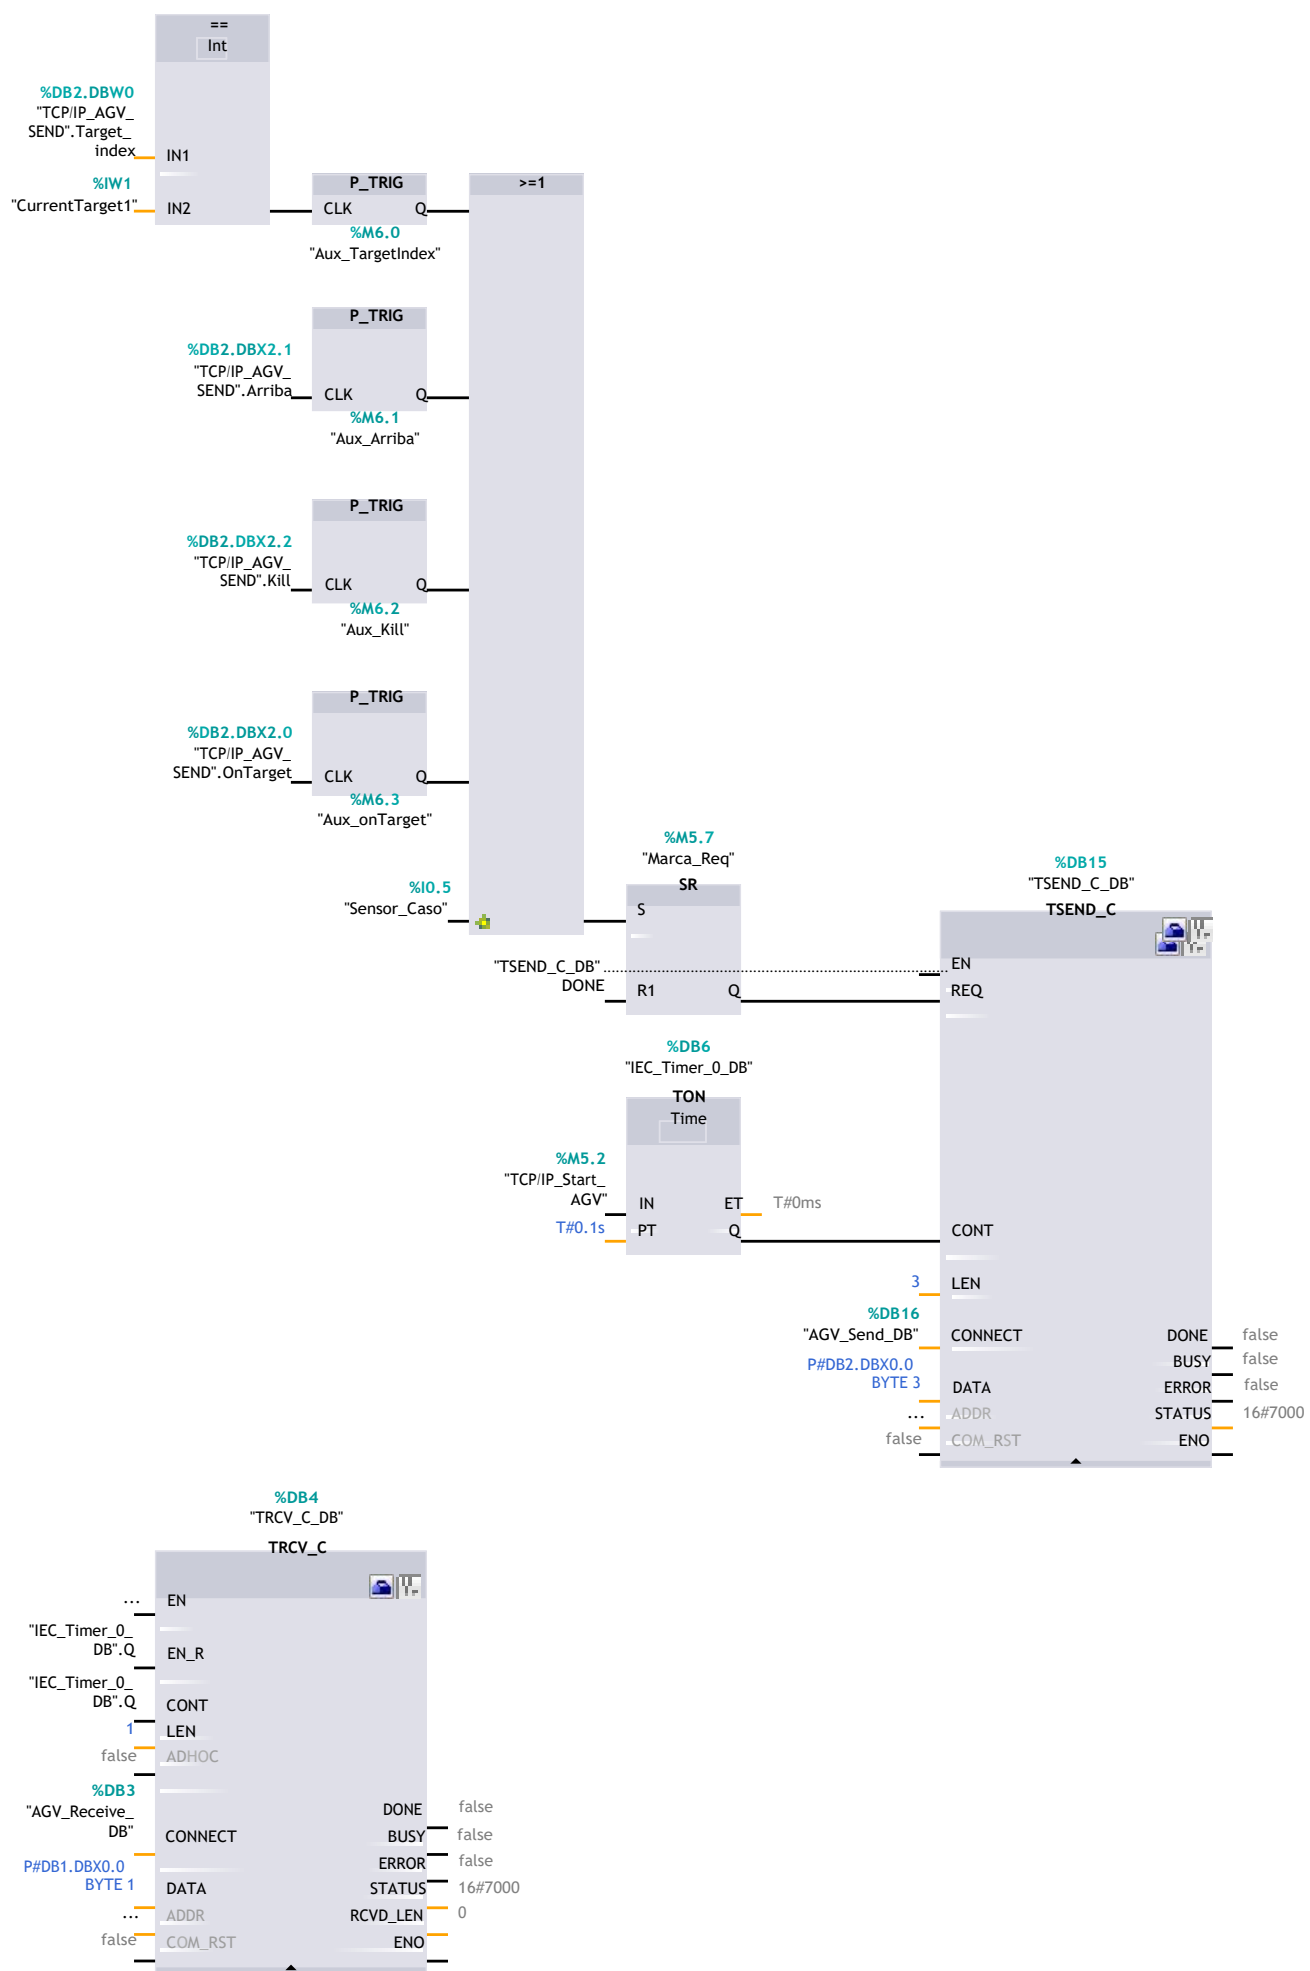 ==
Int
%DB2.DBW0
"TCP/IP_AGV_
SEND".Target_
index
IN1
%IW1
"CurrentTarget1"
IN2
P_TRIG
CLK Q
%M6.0
"Aux_TargetIndex"
>=1
P_TRIG
%DB2.DBX2.1
"TCP/IP_AGV_
SEND".Arriba
CLK Q
%M6.1
"Aux_Arriba"
P_TRIG
%DB2.DBX2.2
"TCP/IP_AGV_
SEND".Kill
CLK Q
%M6.2
"Aux_Kill"
P_TRIG
%DB2.DBX2.0
"TCP/IP_AGV_
SEND".OnTarget
CLK Q
%M6.3
"Aux_onTarget"
%I0.5
"Sensor_Caso"
%M5.7
"Marca_Req"
SR
S
"TSEND_C_DB"
DONE
R1 Q
%DB6
"IEC_Timer_0_DB"
TON
Time
%M5.2
"TCP/IP_Start_
AGV"
IN ET T#0ms
T#0.1s PT Q
%DB15
"TSEND_C_DB"
TSEND_C
EN
REQ
CONT
3 LEN
%DB16
"AGV_Send_DB" CONNECT DONE false
P#DB2.DBX0.0
BYTE 3
BUSY false
DATA ERROR false
... ADDR STATUS 16#7000
false COM_RST ENO
%DB4
"TRCV_C_DB"
TRCV_C
... EN
"IEC_Timer_0_
DB".Q
EN_R
"IEC_Timer_0_
DB".Q
CONT
1 LEN
false ADHOC
%DB3
"AGV_Receive_
DB"
DONE false
CONNECT BUSY false
P#DB1.DBX0.0
BYTE 1
ERROR false
DATA STATUS 16#7000
... ADDR RCVD_LEN 0
false COM_RST ENO